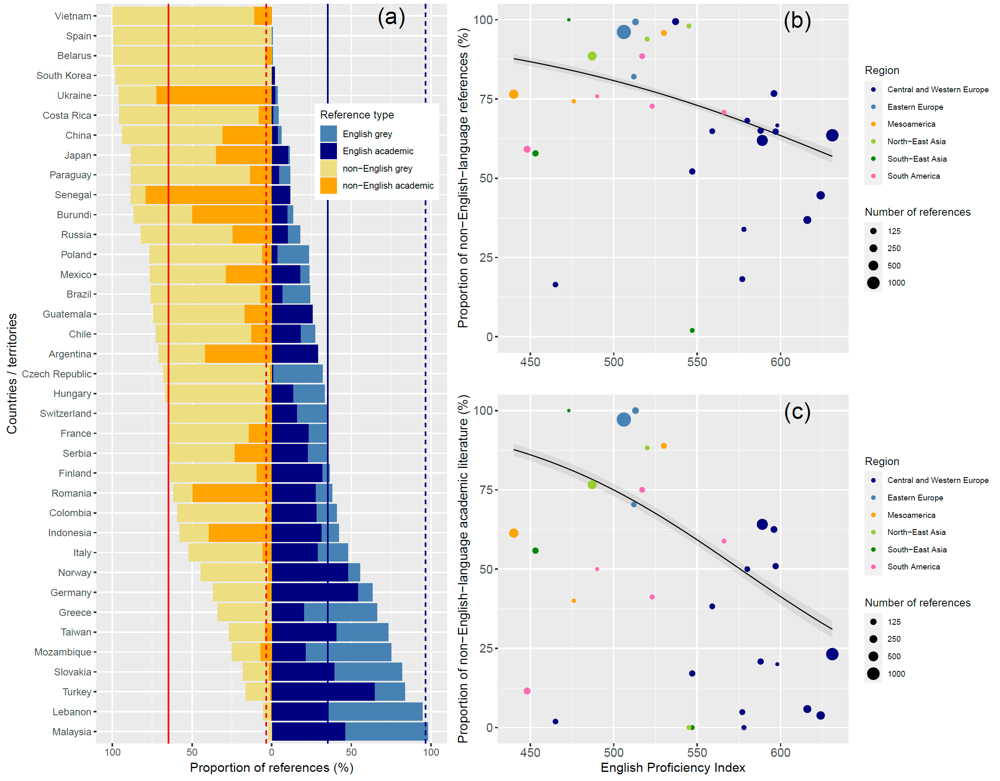 (a)
Vietnam
Spain
Belarus
South Korea
Ukraine
Costa Rica
China
Japan
Paraguay
Senegal
Burundi
Russia
Poland
Mexico
Brazil
Guatemala
Chile
Argentina
Czech Republic
Hungary
Switzerland
France
Serbia
Finland
Romania
Colombia
Indonesia
Italy
Norway
Germany
Greece
Taiwan
Mozambique
Slovakia
Turkey
Lebanon
Malaysia
Countries / territories
100 50 0 50 100
Proportion of references (%)
Reference type
English grey
English academic
non−English grey
non−English academic
(b)
Proportion of non−English−language references (%)
100
75
50
25
0
450 500 550 600
Region
Central and Western Europe
Eastern Europe
Mesoamerica
North−East Asia
South−East Asia
South America
Number of references
125
250
500
1000
(c)
Proportion of non−English−language academic literature (%)
100
75
50
25
0
450 500 550 600
English Proficiency Index
Region
Central and Western Europe
Eastern Europe
Mesoamerica
North−East Asia
South−East Asia
South America
Number of references
125
250
500
1000